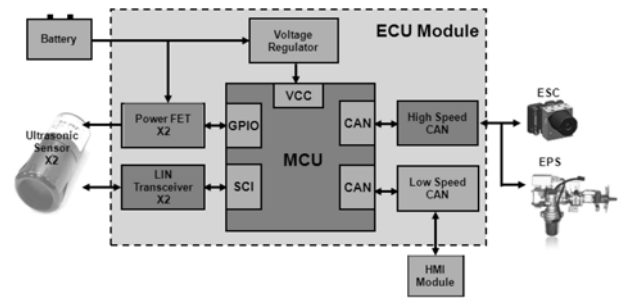 Battery
Voltage
Regulator
ECU Module
VCC
Power FET
X2
GPIO
CAN
High Speed
CAN
ESC
Ultrasonic
Sensor
X2
MCU
LIN
Transceiver
X2
SCI
CAN
Low Speed
CAN
EPS
HMI
Module